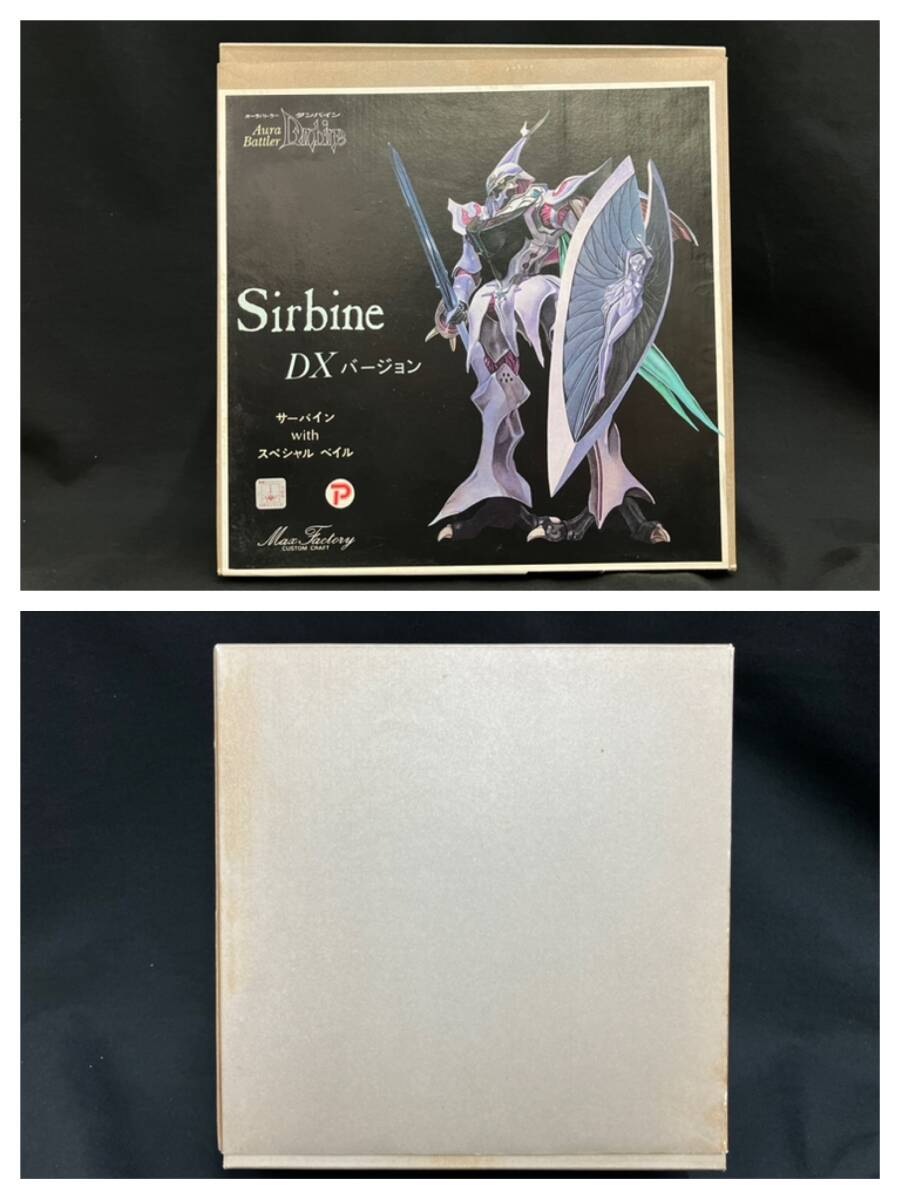 オーラバトラー ダンバイン
Aura
Battler Dunbine
Sirbine
DX バージョン
サーバイン
with
スペシャル ベイル
P
Max Factory
CUSTOM CRAFT